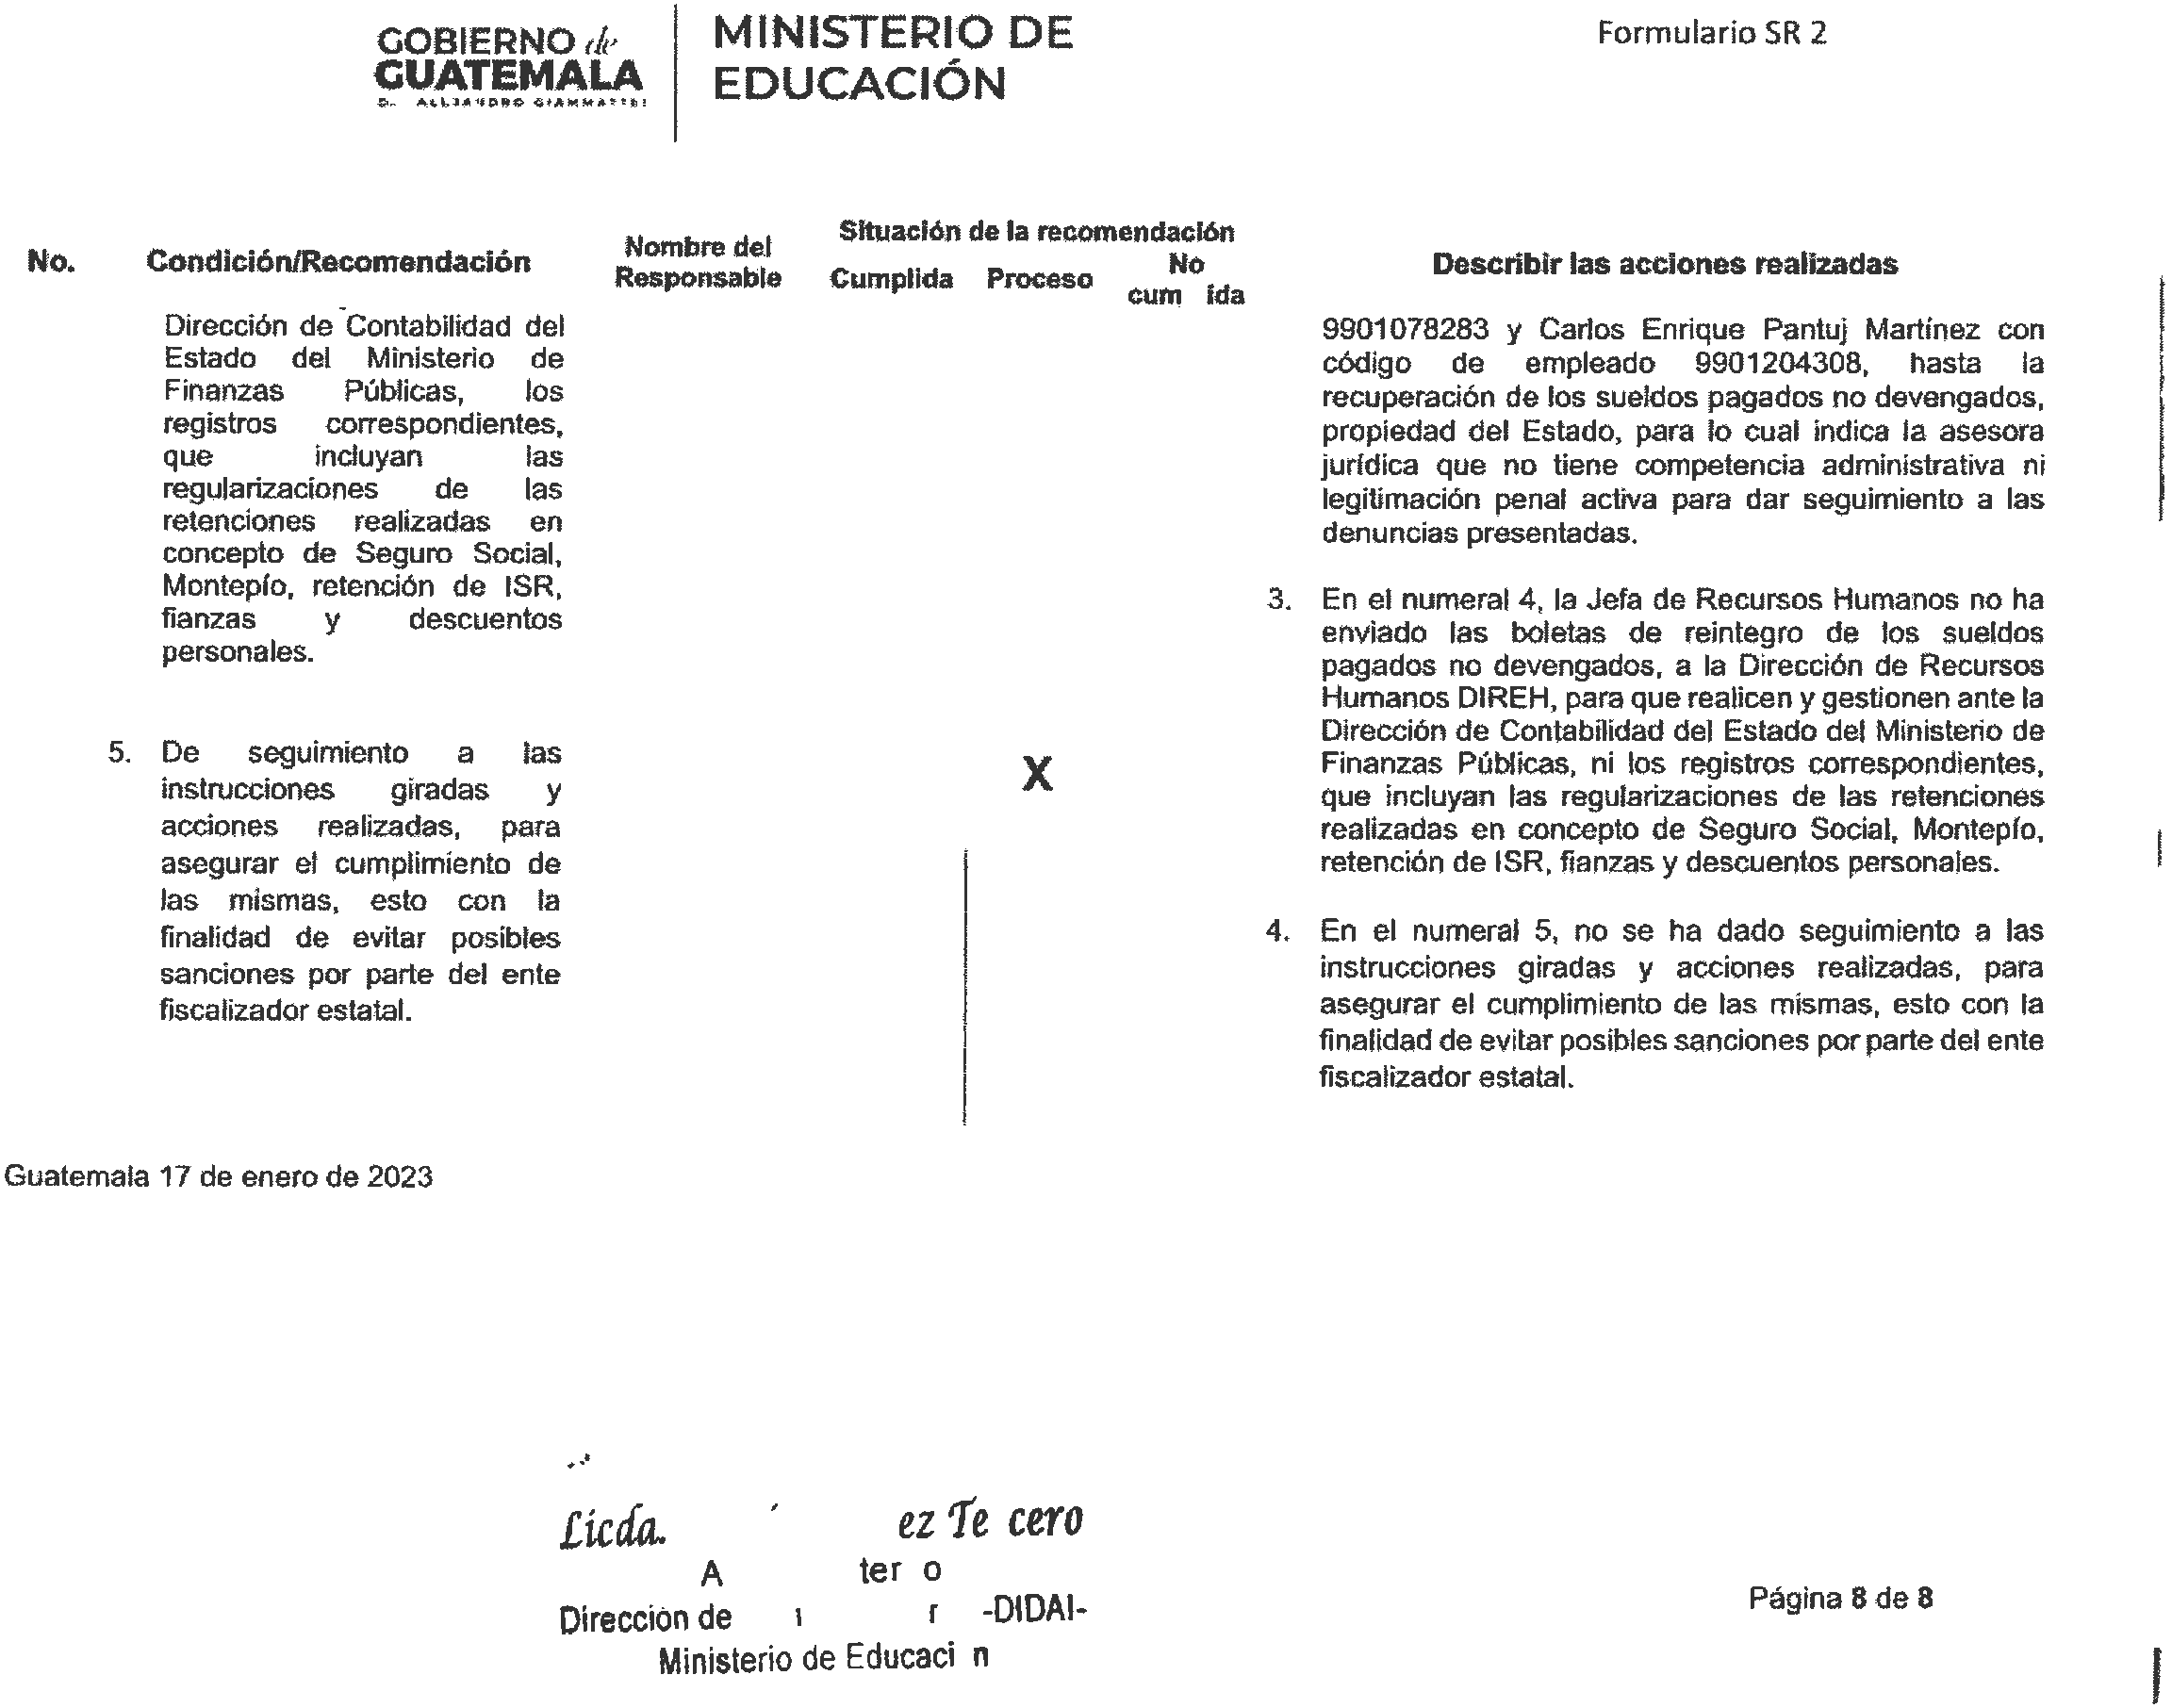 GOBIERNO de
GUATEMALA
DR. ALEJANDRO GIAMMATTEI
MINISTERIO DE
EDUCACIÓN
Formulario SR 2
No.
Condición/Recomendación
Nombre del
Responsable
Situación de la recomendación
Cumplida
Proceso
No
cum ida
Describir las acciones realizadas
Dirección de Contabilidad del
Estado del Ministerio de
Finanzas Públicas, los
registros correspondientes,
que incluyan las
regularizaciones de las
retenciones realizadas en
concepto de Seguro Social,
Montepío, retención de ISR,
fianzas y descuentos
personales.
5. De seguimiento a las
instrucciones giradas y
acciones realizadas, para
asegurar el cumplimiento de
las mismas, esto con la
finalidad de evitar posibles
sanciones por parte del ente
fiscalizador estatal.
X
9901078283 y Carlos Enrique Pantuj Martínez con
código de empleado 9901204308, hasta la
recuperación de los sueldos pagados no devengados,
propiedad del Estado, para lo cual indica la asesora
jurídica que no tiene competencia administrativa ni
legitimación penal activa para dar seguimiento a las
denuncias presentadas.
3. En el numeral 4, la Jefa de Recursos Humanos no ha
enviado las boletas de reintegro de los sueldos
pagados no devengados, a la Dirección de Recursos
Humanos DIREH, para que realicen y gestionen ante la
Dirección de Contabilidad del Estado del Ministerio de
Finanzas Públicas, ni los registros correspondientes,
que incluyan las regularizaciones de las retenciones
realizadas en concepto de Seguro Social, Montepío,
retención de ISR, fianzas y descuentos personales.
4. En el numeral 5, no se ha dado seguimiento a las
instrucciones giradas y acciones realizadas, para
asegurar el cumplimiento de las mismas, esto con la
finalidad de evitar posibles sanciones por parte del ente
fiscalizador estatal.
Guatemala 17 de enero de 2023
Licda. ez Te cero
A ter o
Dirección de -DIDAI-
Ministerio de Educaci n
Página 8 de 8